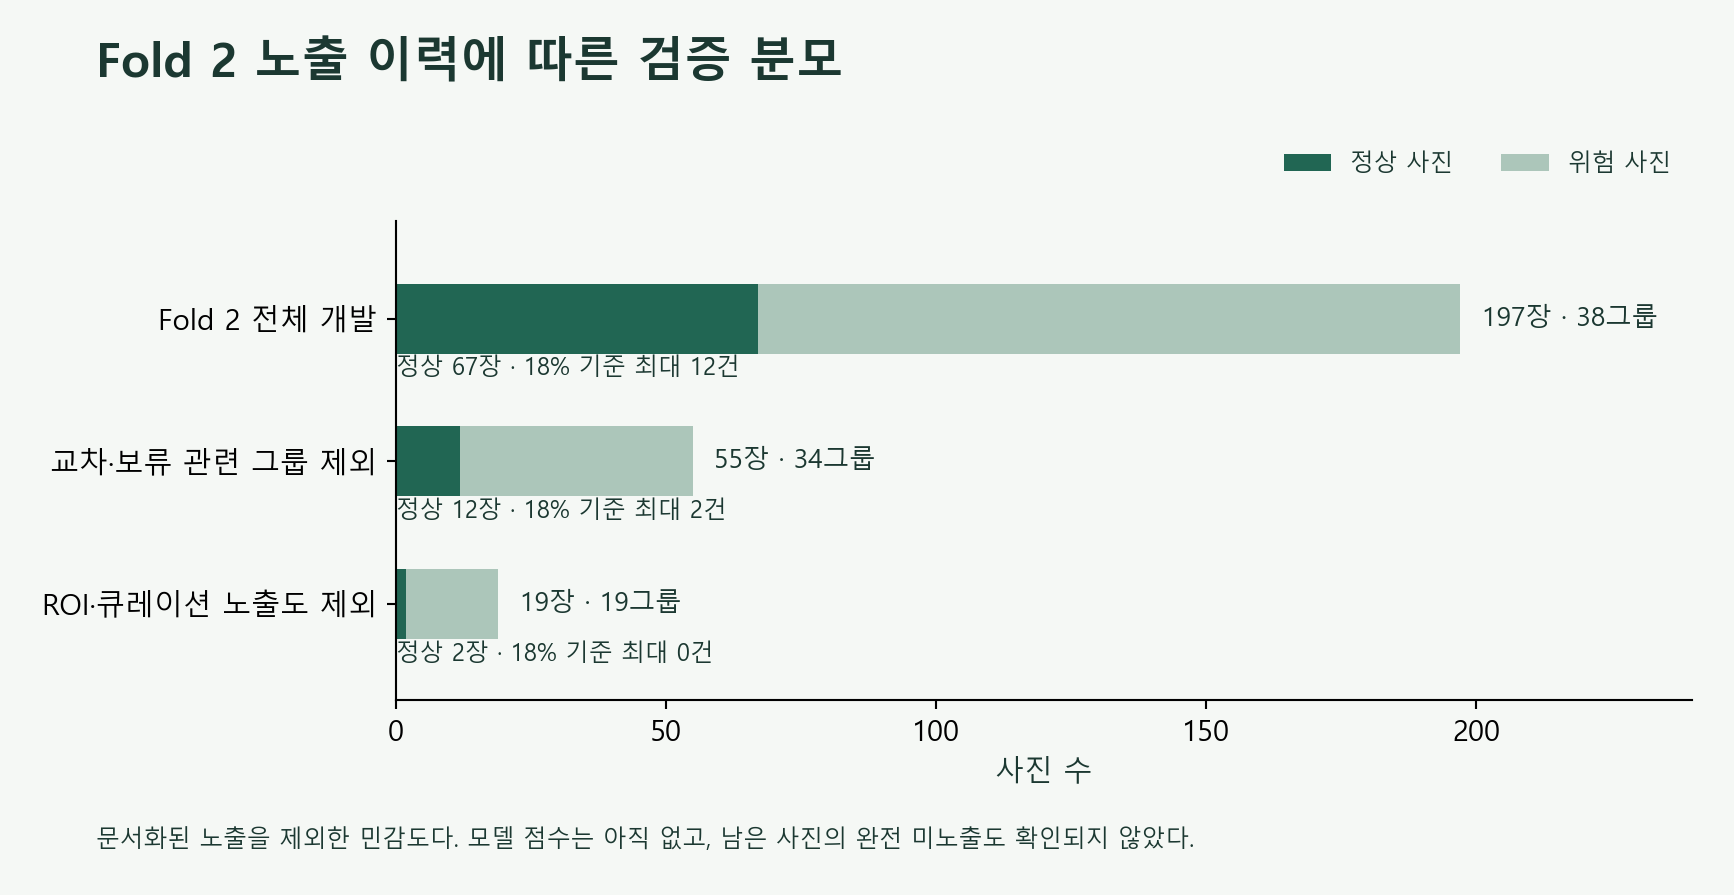 Fold 2 노출 이력에 따른 검증 분모
정상 사진
위험 사진
Fold 2 전체 개발
197장 · 38그룹
정상 67장 · 18% 기준 최대 12건
교차·보류 관련 그룹 제외
55장 · 34그룹
정상 12장 · 18% 기준 최대 2건
ROI·큐레이션 노출도 제외
19장 · 19그룹
정상 2장 · 18% 기준 최대 0건
0 50 100 150 200
사진 수
문서화된 노출을 제외한 민감도다. 모델 점수는 아직 없고, 남은 사진의 완전 미노출도 확인되지 않았다.